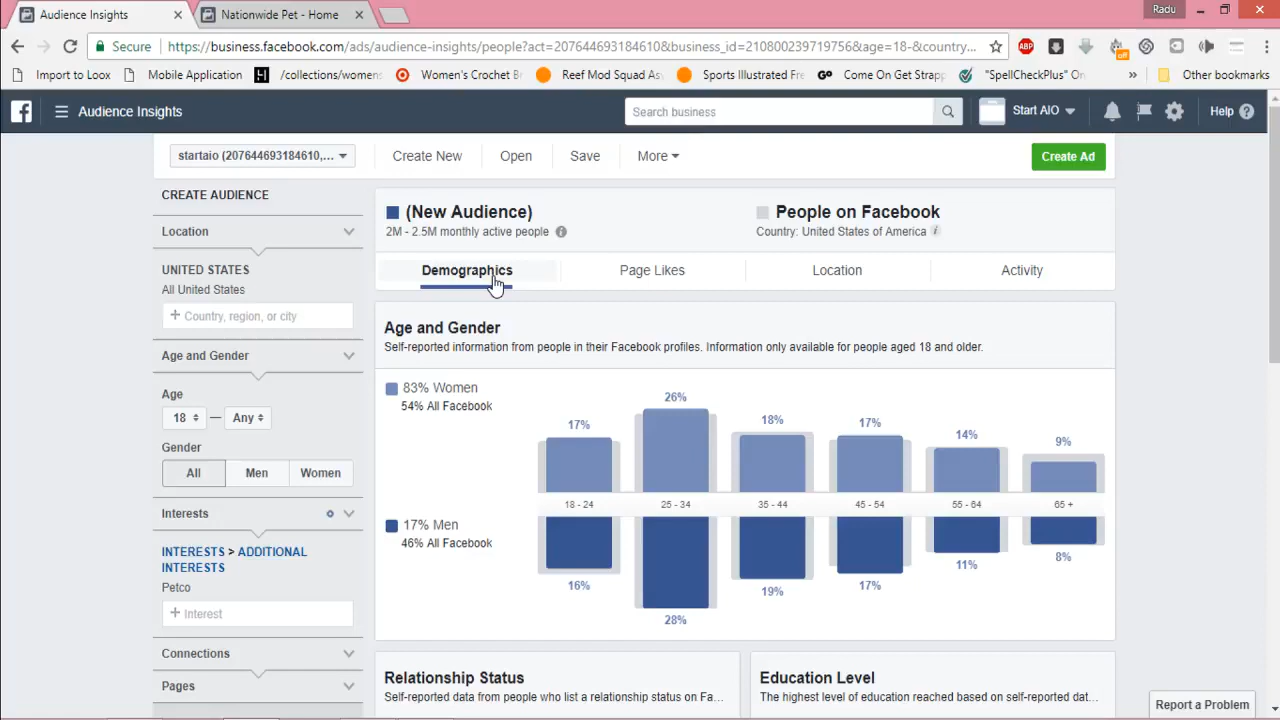 Audience Insights
Nationwide Pet - Home
Radu
Secure
https://business.facebook.com/ads/audience-insights/people?act=207644693184610&business_id=210800239719756&age=18-&country...
ABP
off
Import to Loox
Mobile Application
H
/collections/womens
Women's Crochet Br
Reef Mod Squad As
Sports Illustrated Fre
GO
Come On Get Strapp
"SpellCheckPlus" On
»
Other bookmarks
Audience Insights
Search business
Start AIO
Help
startaio (207644693184610,...
Create New
Open
Save
More
Create Ad
CREATE AUDIENCE
Location
UNITED STATES
All United States
+ Country, region, or city
Age and Gender
Age
18 — Any
Gender
All
Men
Women
Interests
INTERESTS > ADDITIONAL
INTERESTS
Petco
+ Interest
Connections
Pages
(New Audience)
2M - 2.5M monthly active people
People on Facebook
Country: United States of America
Demographics
Page Likes
Location
Activity
Age and Gender
Self-reported information from people in their Facebook profiles. Information only available for people aged 18 and older.
83% Women
54% All Facebook
17%
26%
18%
17%
14%
9%
18 - 24
25 - 34
35 - 44
45 - 54
55 - 64
65 +
17% Men
46% All Facebook
16%
28%
19%
17%
11%
8%
Relationship Status
Self-reported data from people who list a relationship status on Fa...
Education Level
The highest level of education reached based on self-reported dat...
Report a Problem